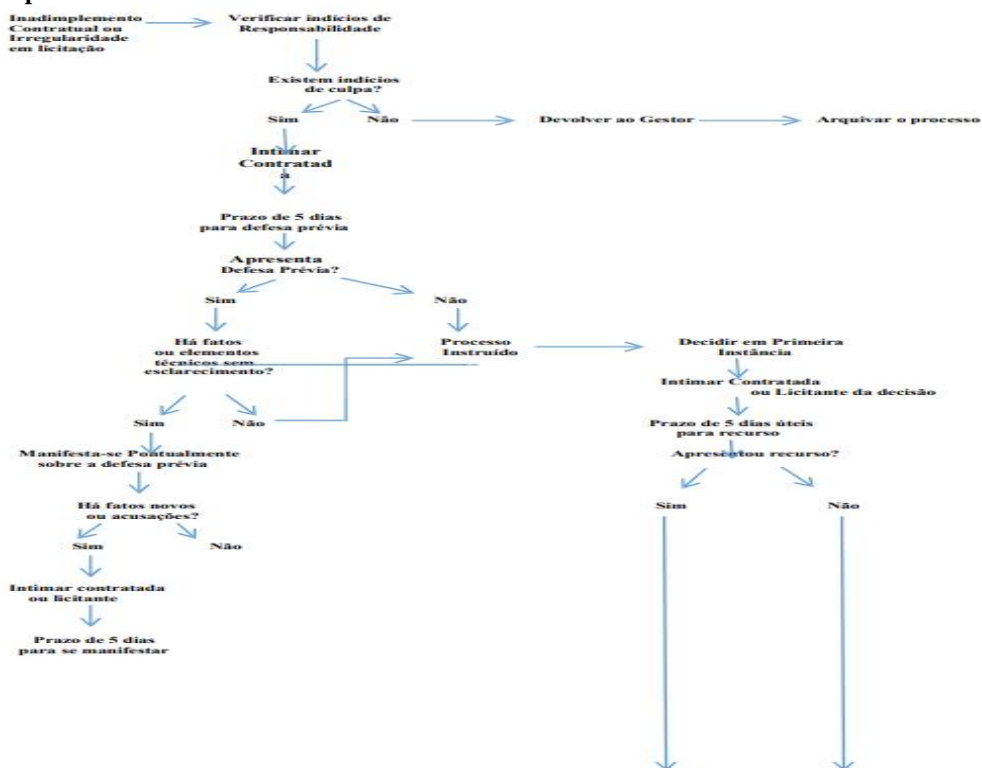 Inadimplemento
Contratual ou
Irregularidade
em licitação
Verificar indícios de
Responsabilidade
Existem indícios
de culpa?
Sim
Não
Devolver ao Gestor
Arquivar o processo
Intimar
Contratad
a
Prazo de 5 dias
para defesa prévia
Apresenta
Defesa Prévia?
Sim
Não
Há fatos
ou elementos
técnicos sem
esclarecimento?
Processo
Instruído
Decidir em Primeira
Instância
Intimar Contratada
ou Licitante da decisão
Sim
Não
Prazo de 5 dias úteis
para recurso
Manifesta-se Pontualmente
sobre a defesa prévia
Apresentou recurso?
Há fatos novos
ou acusações?
Sim
Não
Sim
Não
Intimar contratada
ou licitante
Prazo de 5 dias
para se manifestar